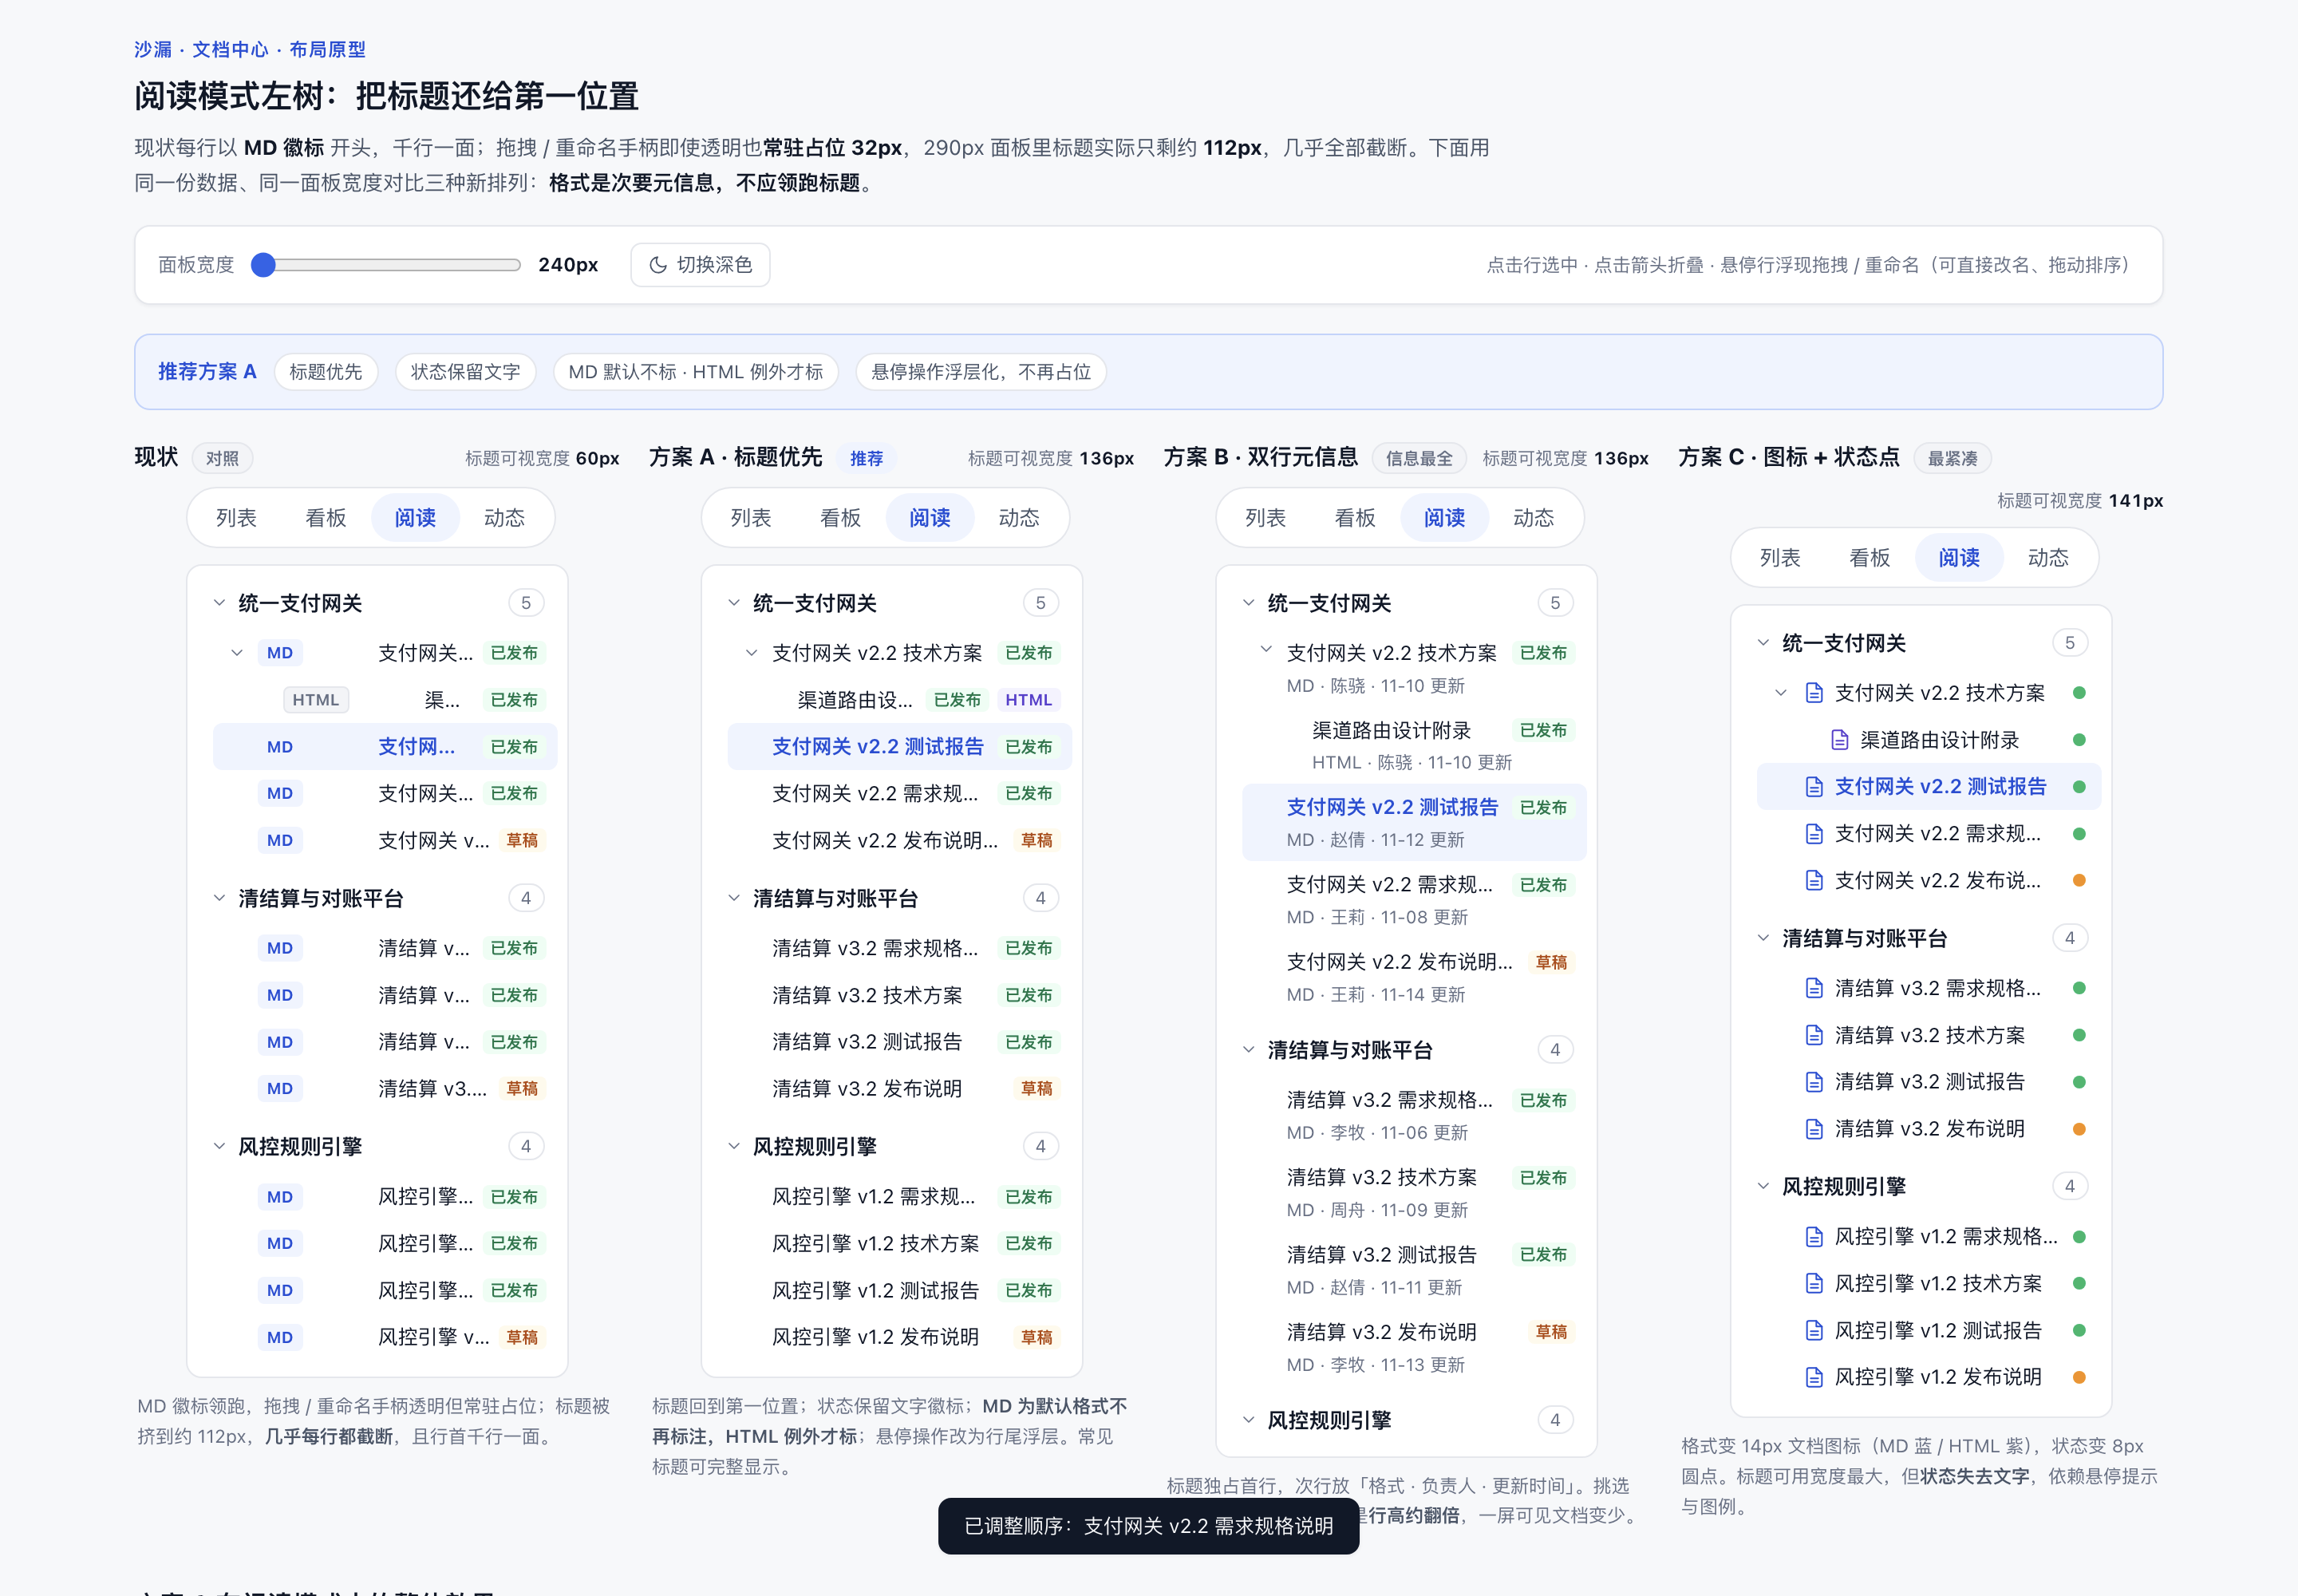 沙漏 · 文档中心 · 布局原型
阅读模式左树：把标题还给第一位置
现状每行以 MD 徽标 开头，千行一面；拖拽 / 重命名手柄即使透明也常驻占位 32px，290px 面板里标题实际只剩约 112px，几乎全部截断。下面用
同一份数据、同一面板宽度对比三种新排列：格式是次要元信息，不应领跑标题。
面板宽度 240px 切换深色 点击行选中 · 点击箭头折叠 · 悬停行浮现拖拽 / 重命名（可直接改名、拖动排序）
推荐方案 A 标题优先 状态保留文字 MD 默认不标 · HTML 例外才标 悬停操作浮层化，不再占位
现状 对照 标题可视宽度 60px
列表 看板 阅读 动态
统一支付网关 5
MD 支付网关... 已发布
HTML 渠... 已发布
MD 支付网... 已发布
MD 支付网关... 已发布
MD 支付网关 v... 草稿
清结算与对账平台 4
MD 清结算 v... 已发布
MD 清结算 v... 已发布
MD 清结算 v... 已发布
MD 清结算 v3.... 草稿
风控规则引擎 4
MD 风控引擎... 已发布
MD 风控引擎... 已发布
MD 风控引擎... 已发布
MD 风控引擎 v... 草稿
MD 徽标领跑，拖拽 / 重命名手柄透明但常驻占位；标题被
挤到约 112px，几乎每行都截断，且行首千行一面。
方案 A · 标题优先 推荐 标题可视宽度 136px
列表 看板 阅读 动态
统一支付网关 5
支付网关 v2.2 技术方案 已发布
渠道路由设... 已发布 HTML
支付网关 v2.2 测试报告 已发布
支付网关 v2.2 需求规... 已发布
支付网关 v2.2 发布说明... 草稿
清结算与对账平台 4
清结算 v3.2 需求规格... 已发布
清结算 v3.2 技术方案 已发布
清结算 v3.2 测试报告 已发布
清结算 v3.2 发布说明 草稿
风控规则引擎 4
风控引擎 v1.2 需求规... 已发布
风控引擎 v1.2 技术方案 已发布
风控引擎 v1.2 测试报告 已发布
风控引擎 v1.2 发布说明 草稿
标题回到第一位置；状态保留文字徽标；MD 为默认格式不
再标注，HTML 例外才标；悬停操作改为行尾浮层。常见
标题可完整显示。
方案 B · 双行元信息 信息最全 标题可视宽度 136px
列表 看板 阅读 动态
统一支付网关 5
支付网关 v2.2 技术方案 已发布
MD · 陈骁 · 11-10 更新
渠道路由设计附录 已发布
HTML · 陈骁 · 11-10 更新
支付网关 v2.2 测试报告 已发布
MD · 赵倩 · 11-12 更新
支付网关 v2.2 需求规... 已发布
MD · 王莉 · 11-08 更新
支付网关 v2.2 发布说明... 草稿
MD · 王莉 · 11-14 更新
清结算与对账平台 4
清结算 v3.2 需求规格... 已发布
MD · 李牧 · 11-06 更新
清结算 v3.2 技术方案 已发布
MD · 周舟 · 11-09 更新
清结算 v3.2 测试报告 已发布
MD · 赵倩 · 11-11 更新
清结算 v3.2 发布说明 草稿
MD · 李牧 · 11-13 更新
风控规则引擎 4
标题独占首行，次行放「格式 · 负责人 · 更新时间」。挑选
行高约翻倍，一屏可见文档变少。
方案 C · 图标 + 状态点 最紧凑
标题可视宽度 141px
列表 看板 阅读 动态
统一支付网关 5
支付网关 v2.2 技术方案
渠道路由设计附录
支付网关 v2.2 测试报告
支付网关 v2.2 需求规...
支付网关 v2.2 发布说...
清结算与对账平台 4
清结算 v3.2 需求规格...
清结算 v3.2 技术方案
清结算 v3.2 测试报告
清结算 v3.2 发布说明
风控规则引擎 4
风控引擎 v1.2 需求规格...
风控引擎 v1.2 技术方案
风控引擎 v1.2 测试报告
风控引擎 v1.2 发布说明
格式变 14px 文档图标（MD 蓝 / HTML 紫），状态变 8px
圆点。标题可用宽度最大，但状态失去文字，依赖悬停提示
与图例。
已调整顺序：支付网关 v2.2 需求规格说明